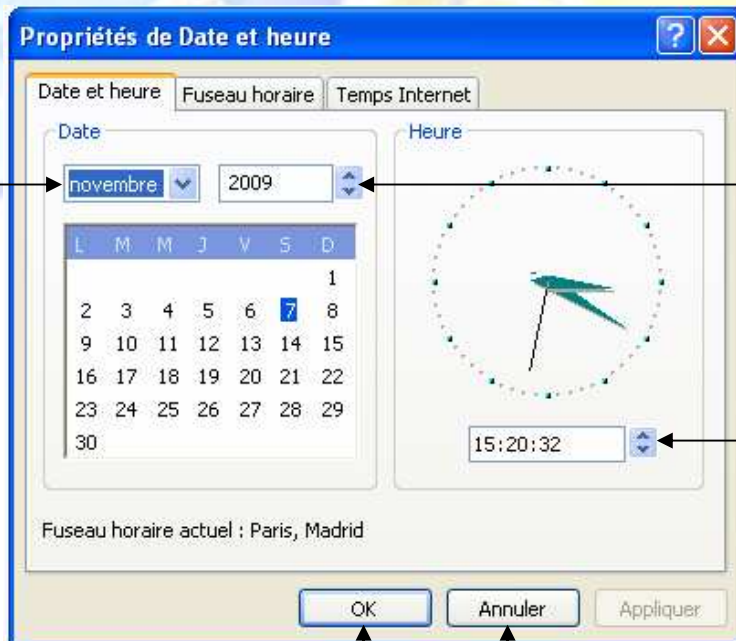 Propriétés de Date et heure
Date et heure Fuseau horaire Temps Internet
Date
novembre 2009
L M M J V S D
1
2 3 4 5 6 7 8
9 10 11 12 13 14 15
16 17 18 19 20 21 22
23 24 25 26 27 28 29
30
Heure
15:20:32
Fuseau horaire actuel : Paris, Madrid
OK Annuler Appliquer